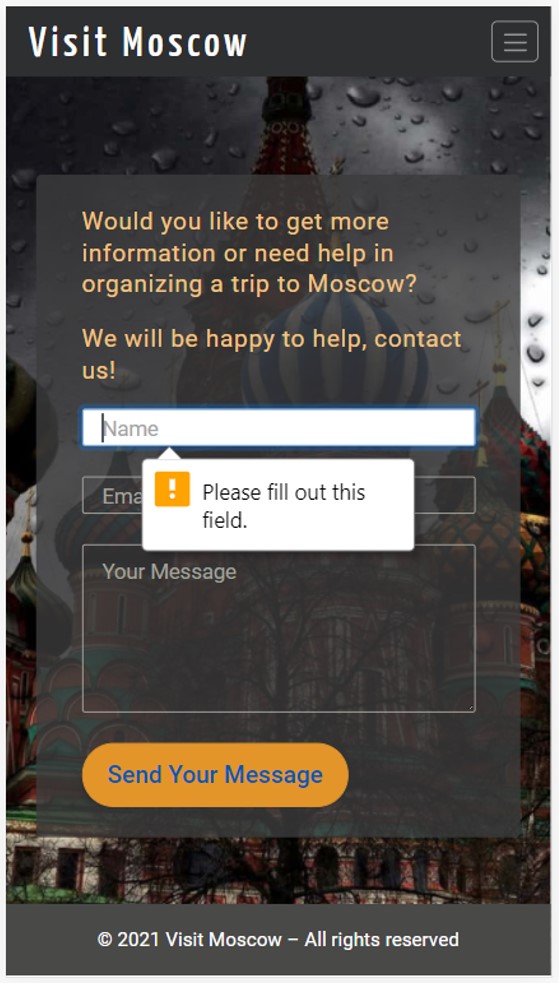 Visit Moscow
Would you like to get more
information or need help in
organizing a trip to Moscow?
We will be happy to help, contact
us!
Name
Ema
Please fill out this
field.
Your Message
Send Your Message
© 2021 Visit Moscow – All rights reserved